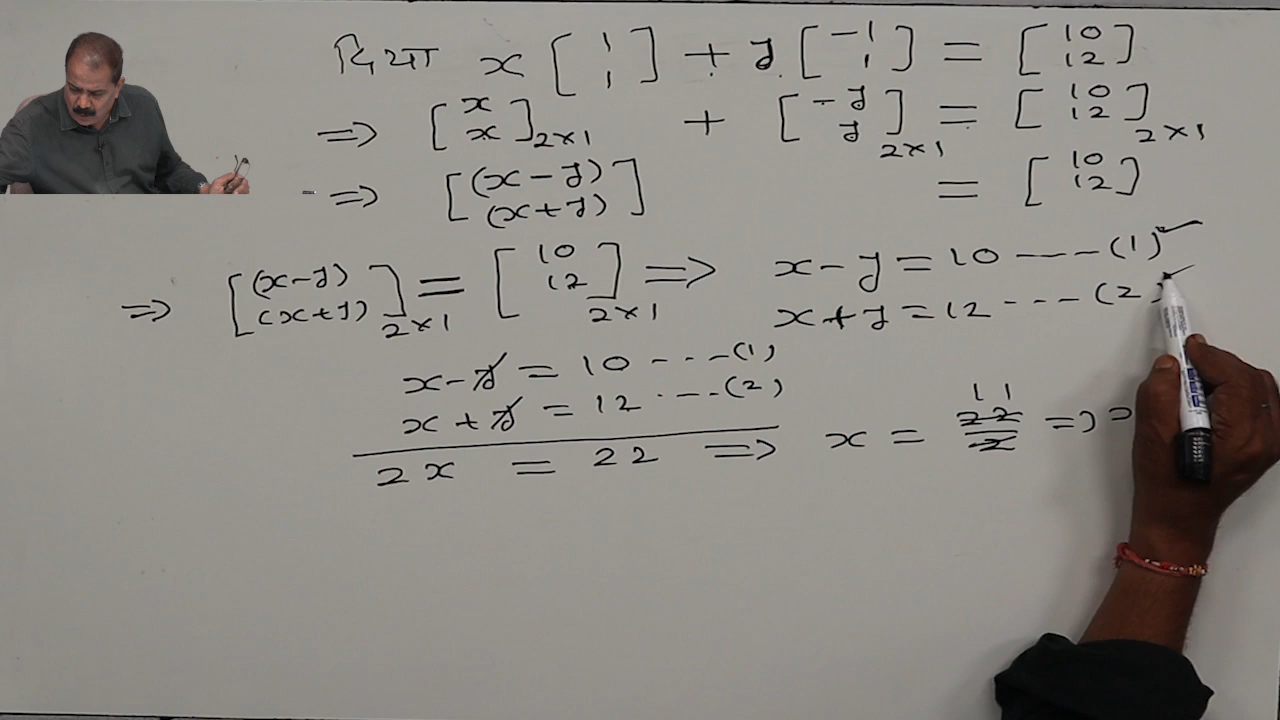 दिया x [ 1 1 ] + y [ -1 1 ] = [ 10 12 ]
=> [ x x ]2×1 + [ -y y ]2×1 = [ 10 12 ]2×1
=> [ (x-y) (x+y) ] = [ 10 12 ]
=> [ (x-y) (x+y) ]2×1 = [ 10 12 ]2×1 => x-y = 10 ---- (1) ✓
x+y = 12 --- (2
x-y = 10 --- (1)
x+y = 12 --- (2)
2x = 22 => x = 22/2 11 =>